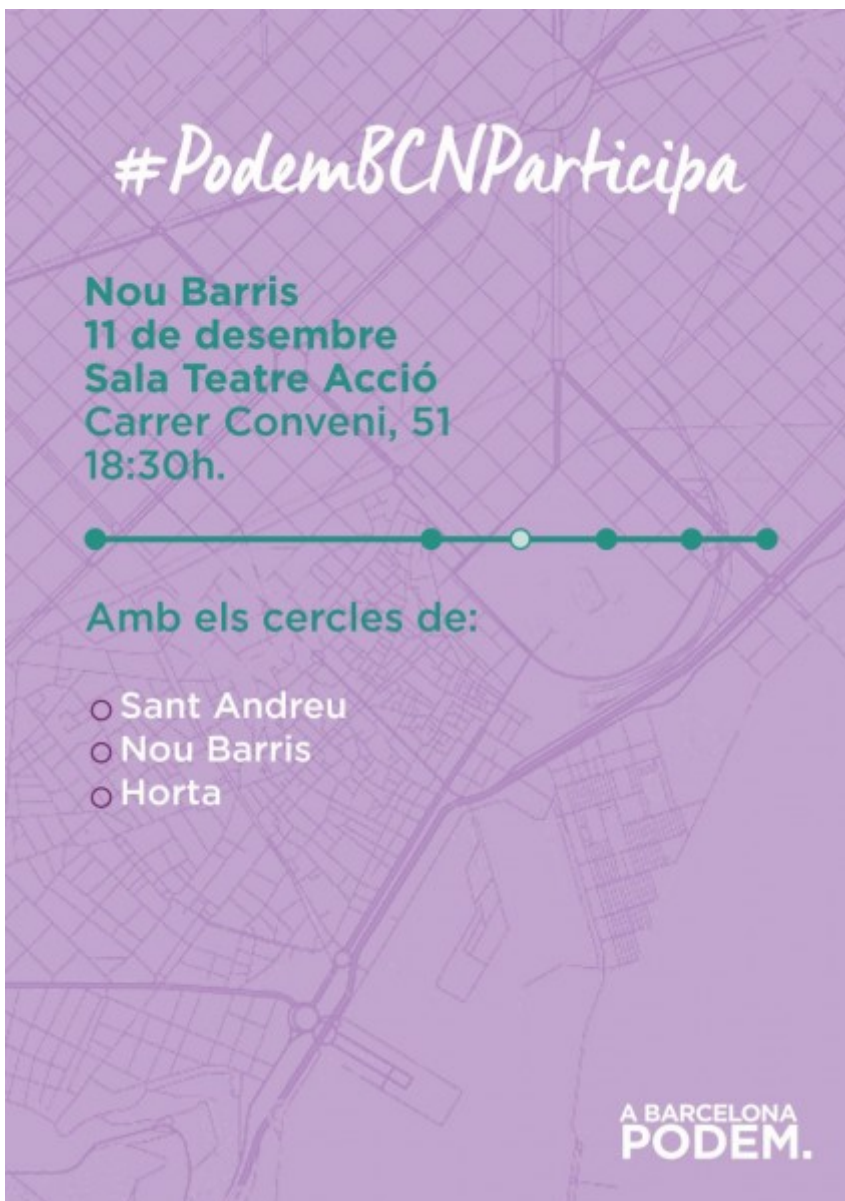 #PodemBCNParticipa
Nou Barris
11 de desembre
Sala Teatre Acció
Carrer Conveni, 51
18:30h.
Amb els cercles de:
Sant Andreu
Nou Barris
Horta
A BARCELONA
PODEM.